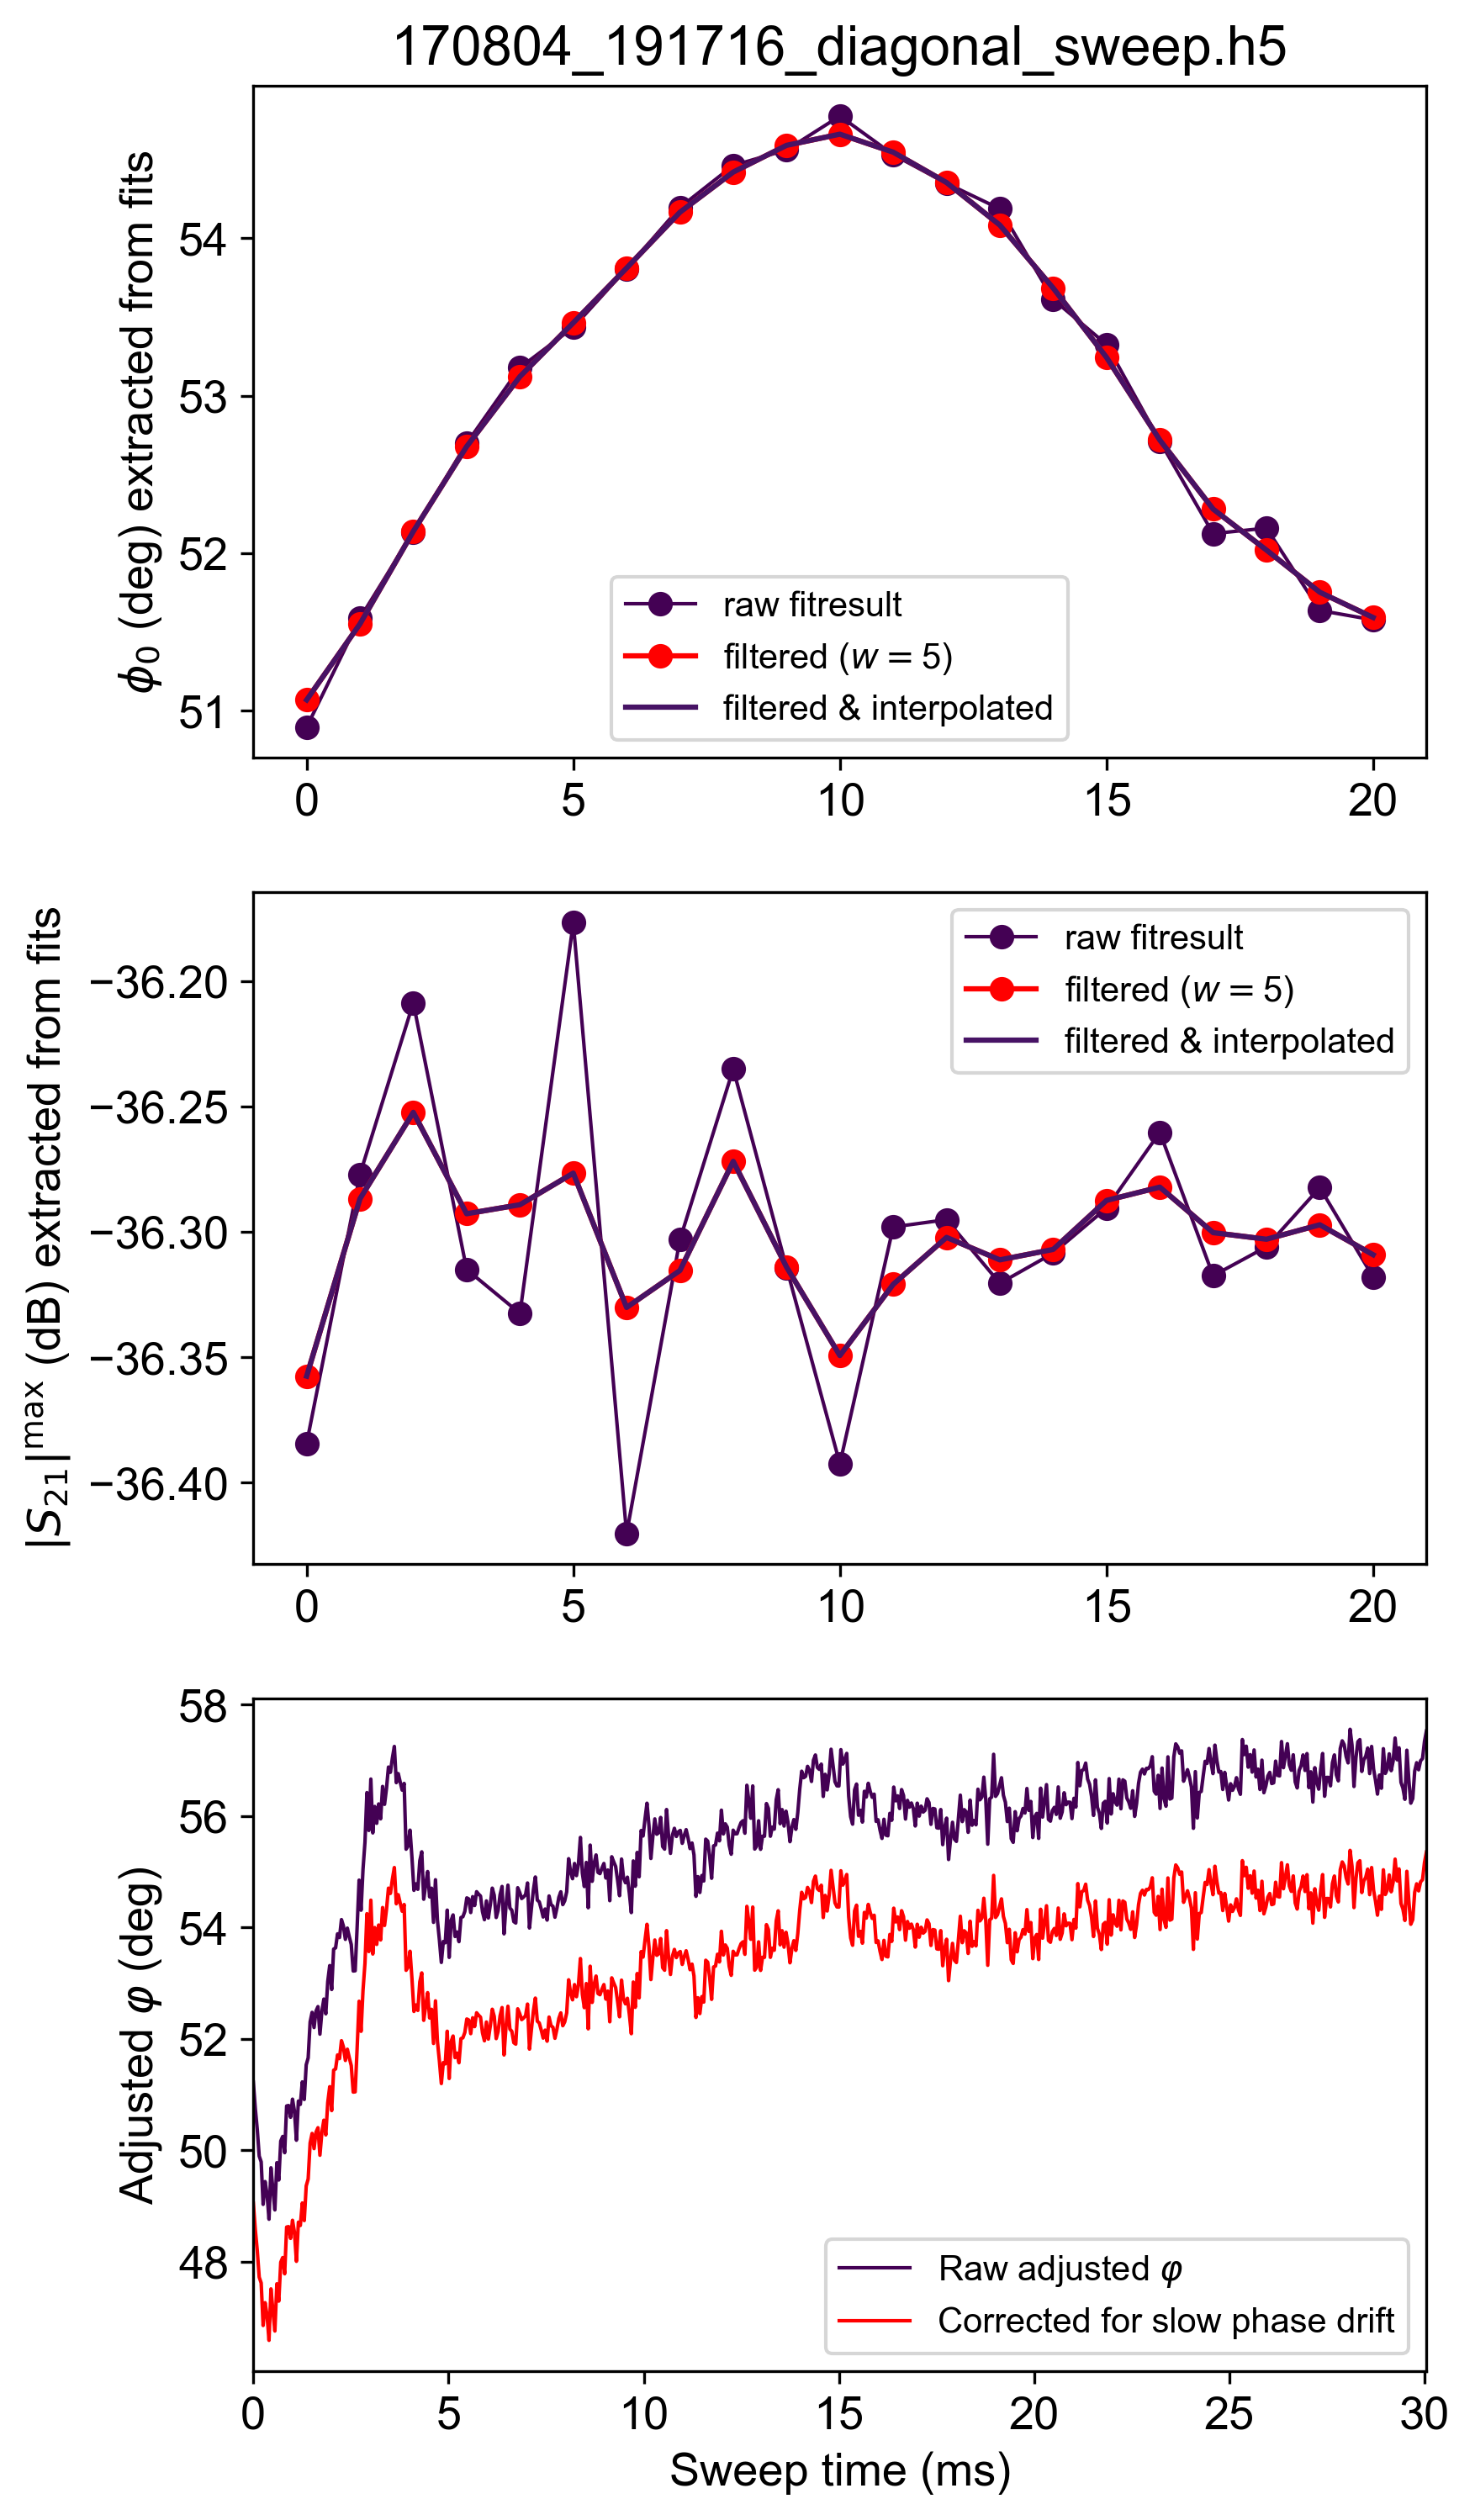 170804_191716_diagonal_sweep.h5
ϕ₀ (deg) extracted from fits
54
53
52
51
raw fitresult
filtered (w = 5)
filtered & interpolated
0 5 10 15 20
|S₂₁|ᵐᵃˣ (dB) extracted from fits
−36.20
−36.25
−36.30
−36.35
−36.40
raw fitresult
filtered (w = 5)
filtered & interpolated
0 5 10 15 20
Adjusted φ (deg)
58
56
54
52
50
48
Raw adjusted φ
Corrected for slow phase drift
0 5 10 15 20 25 30
Sweep time (ms)